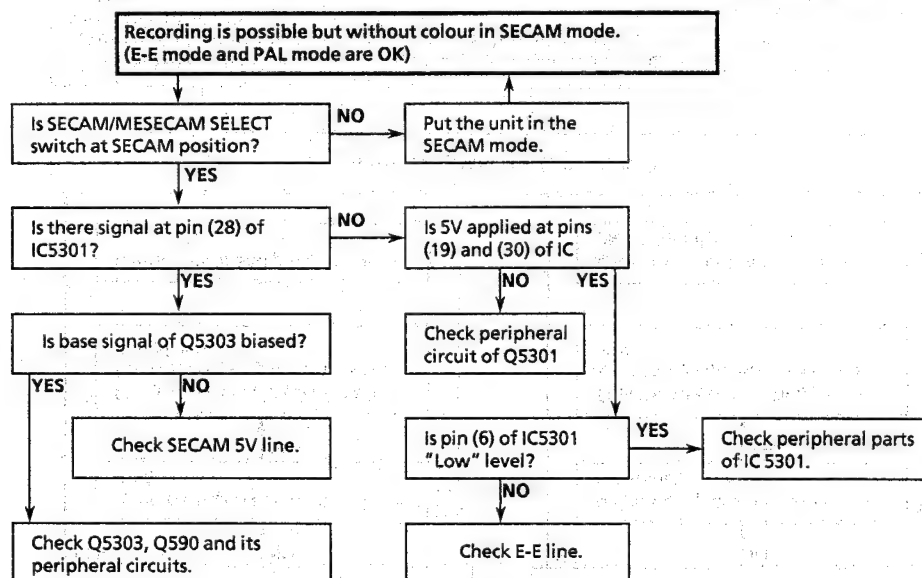 Recording is possible but without colour in SECAM mode.
(E-E mode and PAL mode are OK)
Is SECAM/MESECAM SELECT
switch at SECAM position?
NO
Put the unit in the
SECAM mode.
YES
Is there signal at pin (28) of
IC5301?
NO
Is 5V applied at pins
(19) and (30) of IC
YES
NO
YES
Is base signal of Q5303 biased?
Check peripheral
circuit of Q5301
YES
NO
Check SECAM 5V line.
Is pin (6) of IC5301
"Low" level?
YES
Check peripheral parts
of IC 5301.
NO
Check Q5303, Q590 and its
peripheral circuits.
Check E-E line.